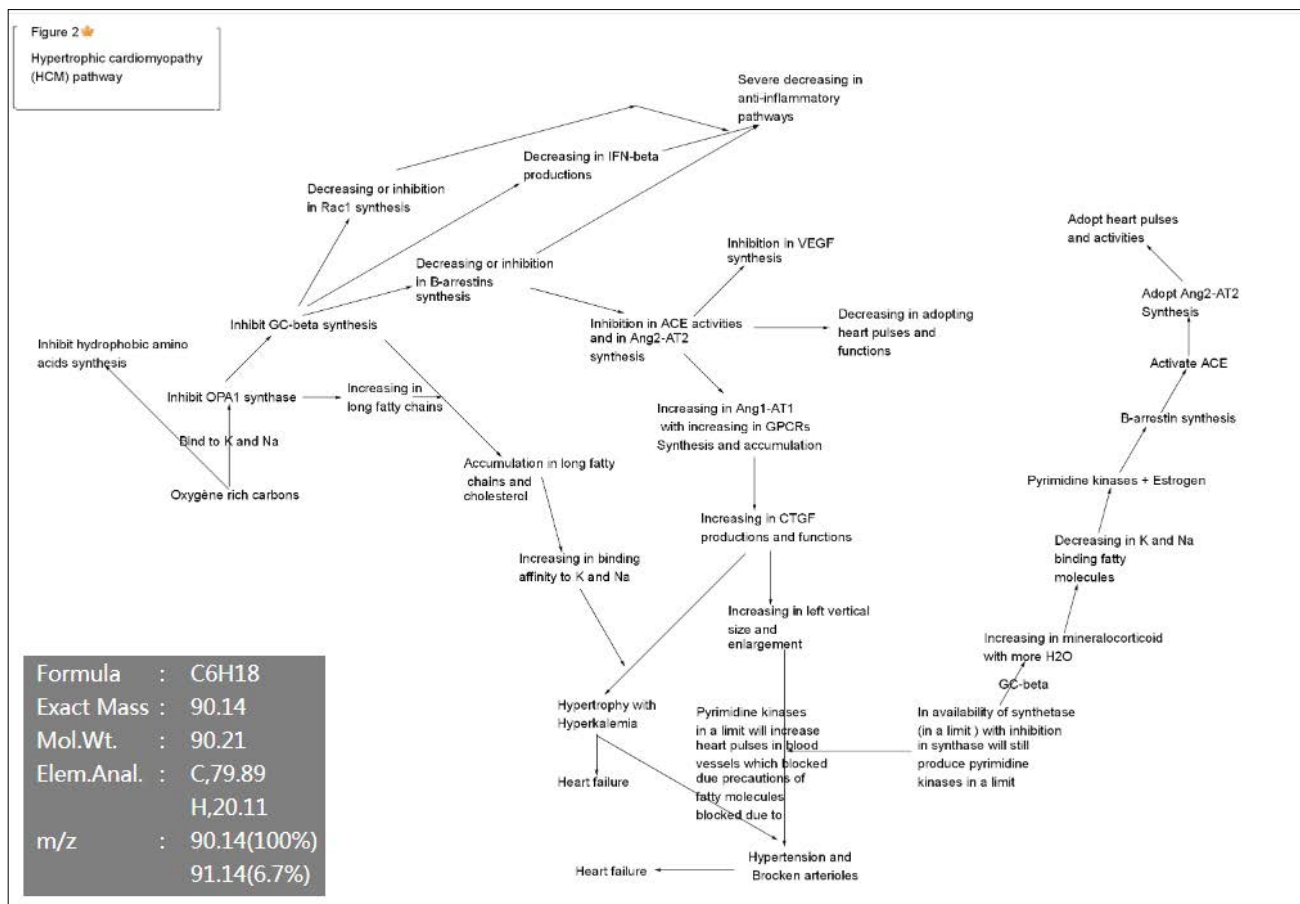 Figure 2
Hypertrophic cardiomyopathy
(HCM) pathway
Severe decreasing in
anti-inflammatory
pathways
Decreasing in IFN-beta
productions
Decreasing or inhibition
in Rac1 synthesis
Adopt heart pulses
and activities
Inhibition in VEGF
synthesis
Decreasing or inhibition
in B-arrestins
synthesis
Adopt Ang2-AT2
Synthesis
Inhibit GC-beta synthesis
Inhibition in ACE activities
and in Ang2-AT2
synthesis
Decreasing in adopting
heart pulses and
functions
Inhibit hydrophobic amino
acids synthesis
Activate ACE
Inhibit OPA1 synthase
Increasing in
long fatty chains
Increasing in Ang1-AT1
with increasing in GPCRs
Synthesis and accumulation
B-arrestin synthesis
Bind to K and Na
Accumulation in long fatty
chains and
cholesterol
Oxygène rich carbons
Pyrimidine kinases + Estrogen
Increasing in CTGF
productions and functions
Decreasing in K and Na
binding fatty
molecules
Increasing in binding
affinity to K and Na
Increasing in left vertical
size and
enlargement
Increasing in mineralocorticoid
with more H2O
GC-beta
Hypertrophy with
Hyperkalemia
Pyrimidine kinases
in a limit will increase
heart pulses in blood
vessels which blocked
due precautions of
fatty molecules
blocked due to
In availability of synthetase
(in a limit ) with inhibition
in synthase will still
produce pyrimidine
kinases in a limit
Heart failure
Hypertension and
Brocken arterioles
Heart failure
Formula : C6H18
Exact Mass : 90.14
Mol.Wt. : 90.21
Elem.Anal. : C,79.89
H,20.11
m/z : 90.14(100%)
91.14(6.7%)